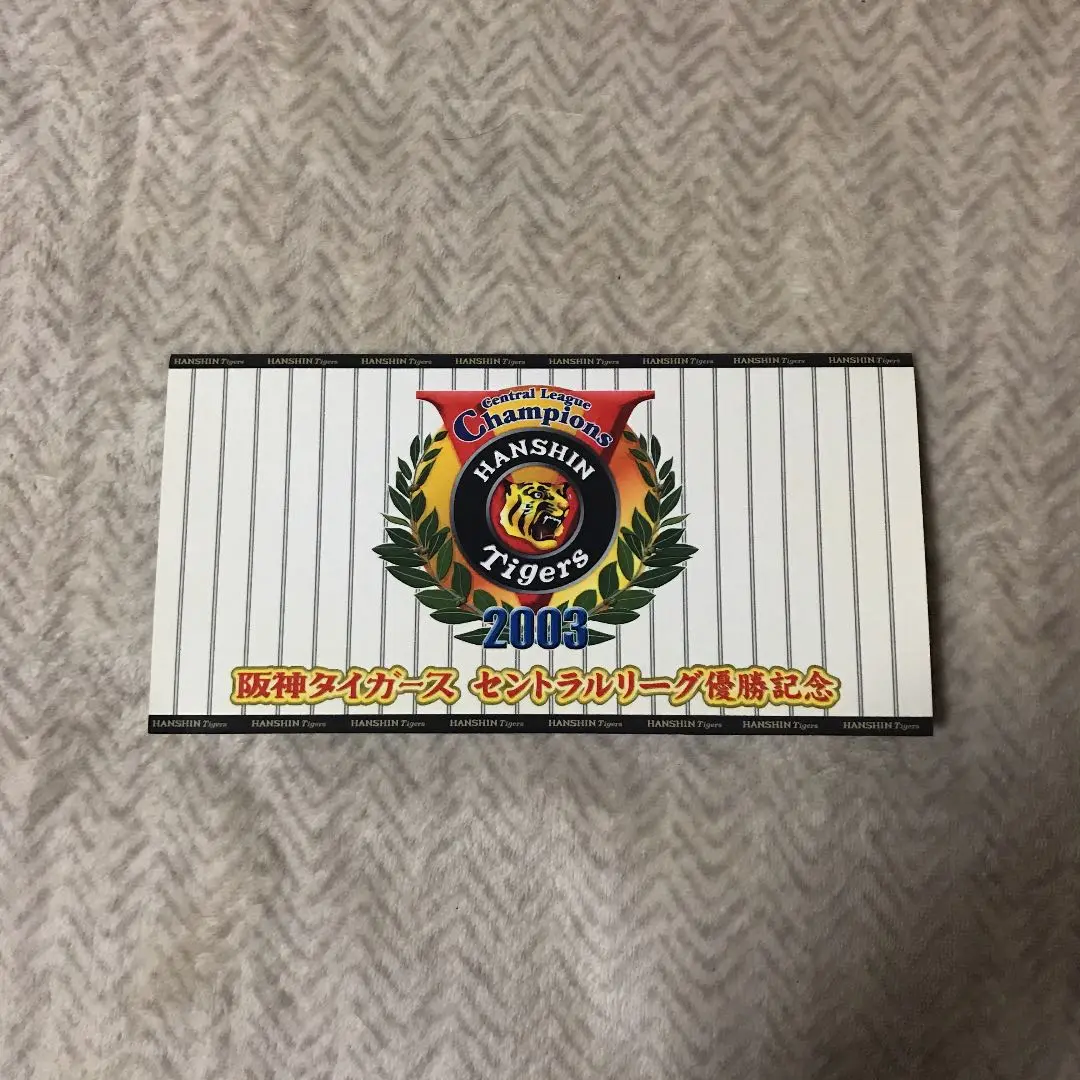 HANSHIN Tigers HANSHIN Tigers HANSHIN Tigers HANSHIN Tigers HANSHIN Tigers HANSHIN Tigers HANSHIN Tigers HANSHIN Tigers
Central League
Champions
HANSHIN
Tigers
2003
阪神タイガース セントラルリーグ優勝記念
HANSHIN Tigers HANSHIN Tigers HANSHIN Tigers HANSHIN Tigers HANSHIN Tigers HANSHIN Tigers HANSHIN Tigers HANSHIN Tigers